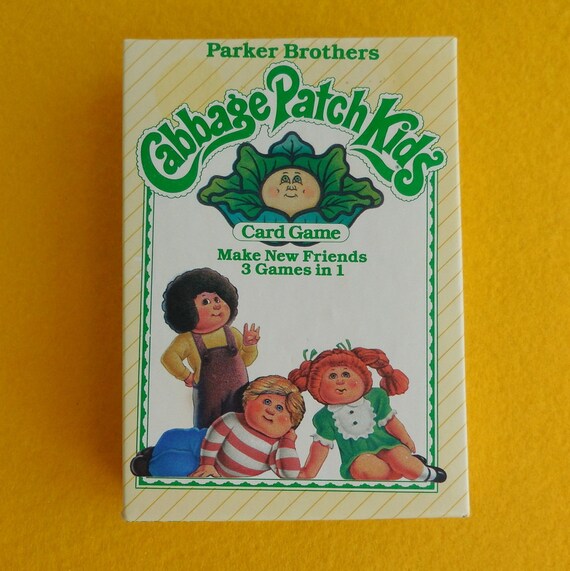 Parker Brothers
Cabbage Patch Kids
Card Game
Make New Friends
3 Games in 1